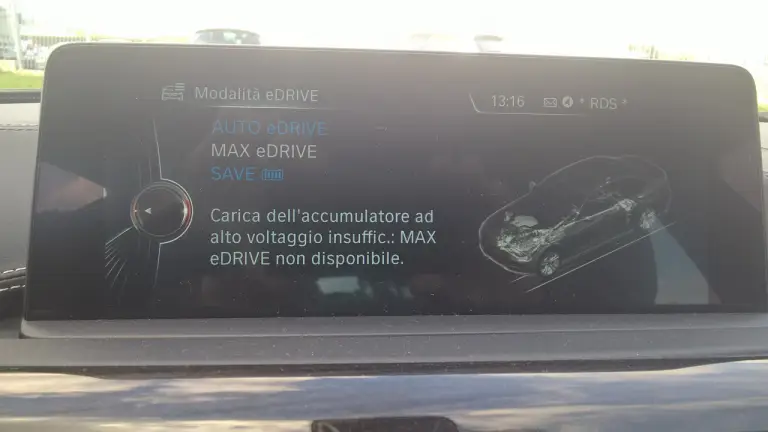 Modalità eDRIVE
13:16 * RDS *
AUTO eDRIVE
MAX eDRIVE
SAVE
Carica dell'accumulatore ad
alto voltaggio insuffic.: MAX
eDRIVE non disponibile.